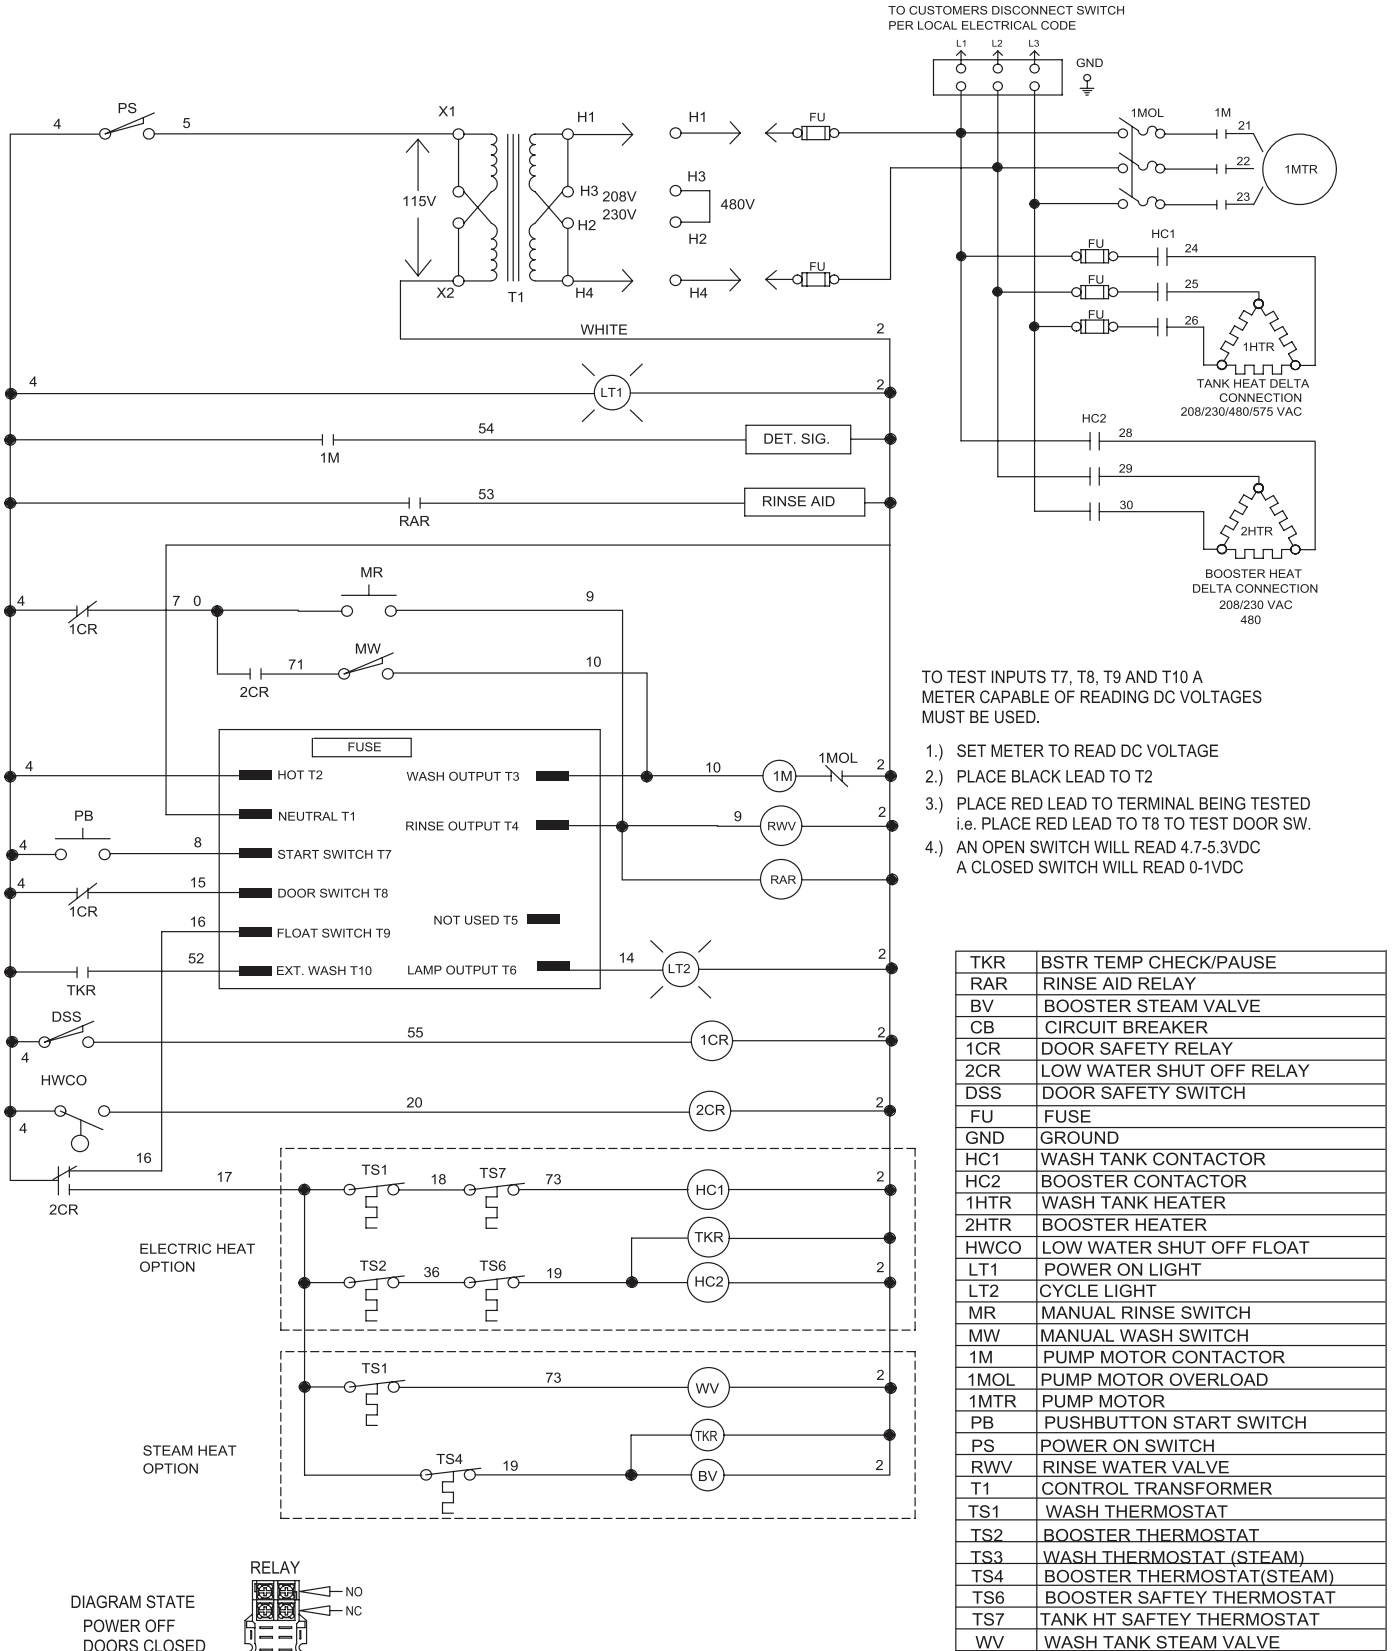 TO CUSTOMERS DISCONNECT SWITCH
PER LOCAL ELECTRICAL CODE
L1 L2 L3
GND
4 PS 5 X1 H1 H1 FU 1MOL 1M 21
22 1MTR
23
115V
H3 208V
230V
H2
H3
480V
H2
X2 T1 H4 H4 FU
HC1
FU 24
FU 25
FU 26
1HTR
TANK HEAT DELTA
CONNECTION
208/230/480/575 VAC
WHITE 2
4 LT1 2
54 DET. SIG.
1M
53 RINSE AID
RAR
HC2
28
29
30
2HTR
BOOSTER HEAT
DELTA CONNECTION
208/230 VAC
480
4 1CR 7 0 MR 9
2CR 71 MW 10
FUSE
4 HOT T2 WASH OUTPUT T3 10 1M 1MOL 2
NEUTRAL T1 RINSE OUTPUT T4 9 RWV 2
PB
4 8 START SWITCH T7
RAR
4 1CR 15 DOOR SWITCH T8
16 FLOAT SWITCH T9 NOT USED T5
TKR 52 EXT. WASH T10 LAMP OUTPUT T6 14 LT2 2
DSS
4 55 1CR 2
HWCO
4 20 2CR 2
16
2CR 17
TS1 18 TS7 73 HC1 2
TKR
TS2 36 TS6 19 HC2 2
ELECTRIC HEAT
OPTION
TS1 73 WV 2
TKR
TS4 19 BV 2
STEAM HEAT
OPTION
TO TEST INPUTS T7, T8, T9 AND T10 A
METER CAPABLE OF READING DC VOLTAGES
MUST BE USED.
1.) SET METER TO READ DC VOLTAGE
2.) PLACE BLACK LEAD TO T2
3.) PLACE RED LEAD TO TERMINAL BEING TESTED
i.e. PLACE RED LEAD TO T8 TO TEST DOOR SW.
4.) AN OPEN SWITCH WILL READ 4.7-5.3VDC
A CLOSED SWITCH WILL READ 0-1VDC
TKR BSTR TEMP CHECK/PAUSE
RAR RINSE AID RELAY
BV BOOSTER STEAM VALVE
CB CIRCUIT BREAKER
1CR DOOR SAFETY RELAY
2CR LOW WATER SHUT OFF RELAY
DSS DOOR SAFETY SWITCH
FU FUSE
GND GROUND
HC1 WASH TANK CONTACTOR
HC2 BOOSTER CONTACTOR
1HTR WASH TANK HEATER
2HTR BOOSTER HEATER
HWCO LOW WATER SHUT OFF FLOAT
LT1 POWER ON LIGHT
LT2 CYCLE LIGHT
MR MANUAL RINSE SWITCH
MW MANUAL WASH SWITCH
1M PUMP MOTOR CONTACTOR
1MOL PUMP MOTOR OVERLOAD
1MTR PUMP MOTOR
PB PUSHBUTTON START SWITCH
PS POWER ON SWITCH
RWV RINSE WATER VALVE
T1 CONTROL TRANSFORMER
TS1 WASH THERMOSTAT
TS2 BOOSTER THERMOSTAT
TS3 WASH THERMOSTAT (STEAM)
TS4 BOOSTER THERMOSTAT(STEAM)
TS6 BOOSTER SAFTEY THERMOSTAT
TS7 TANK HT SAFTEY THERMOSTAT
WV WASH TANK STEAM VALVE
RELAY
NO
NC
DIAGRAM STATE
POWER OFF
DOORS CLOSED